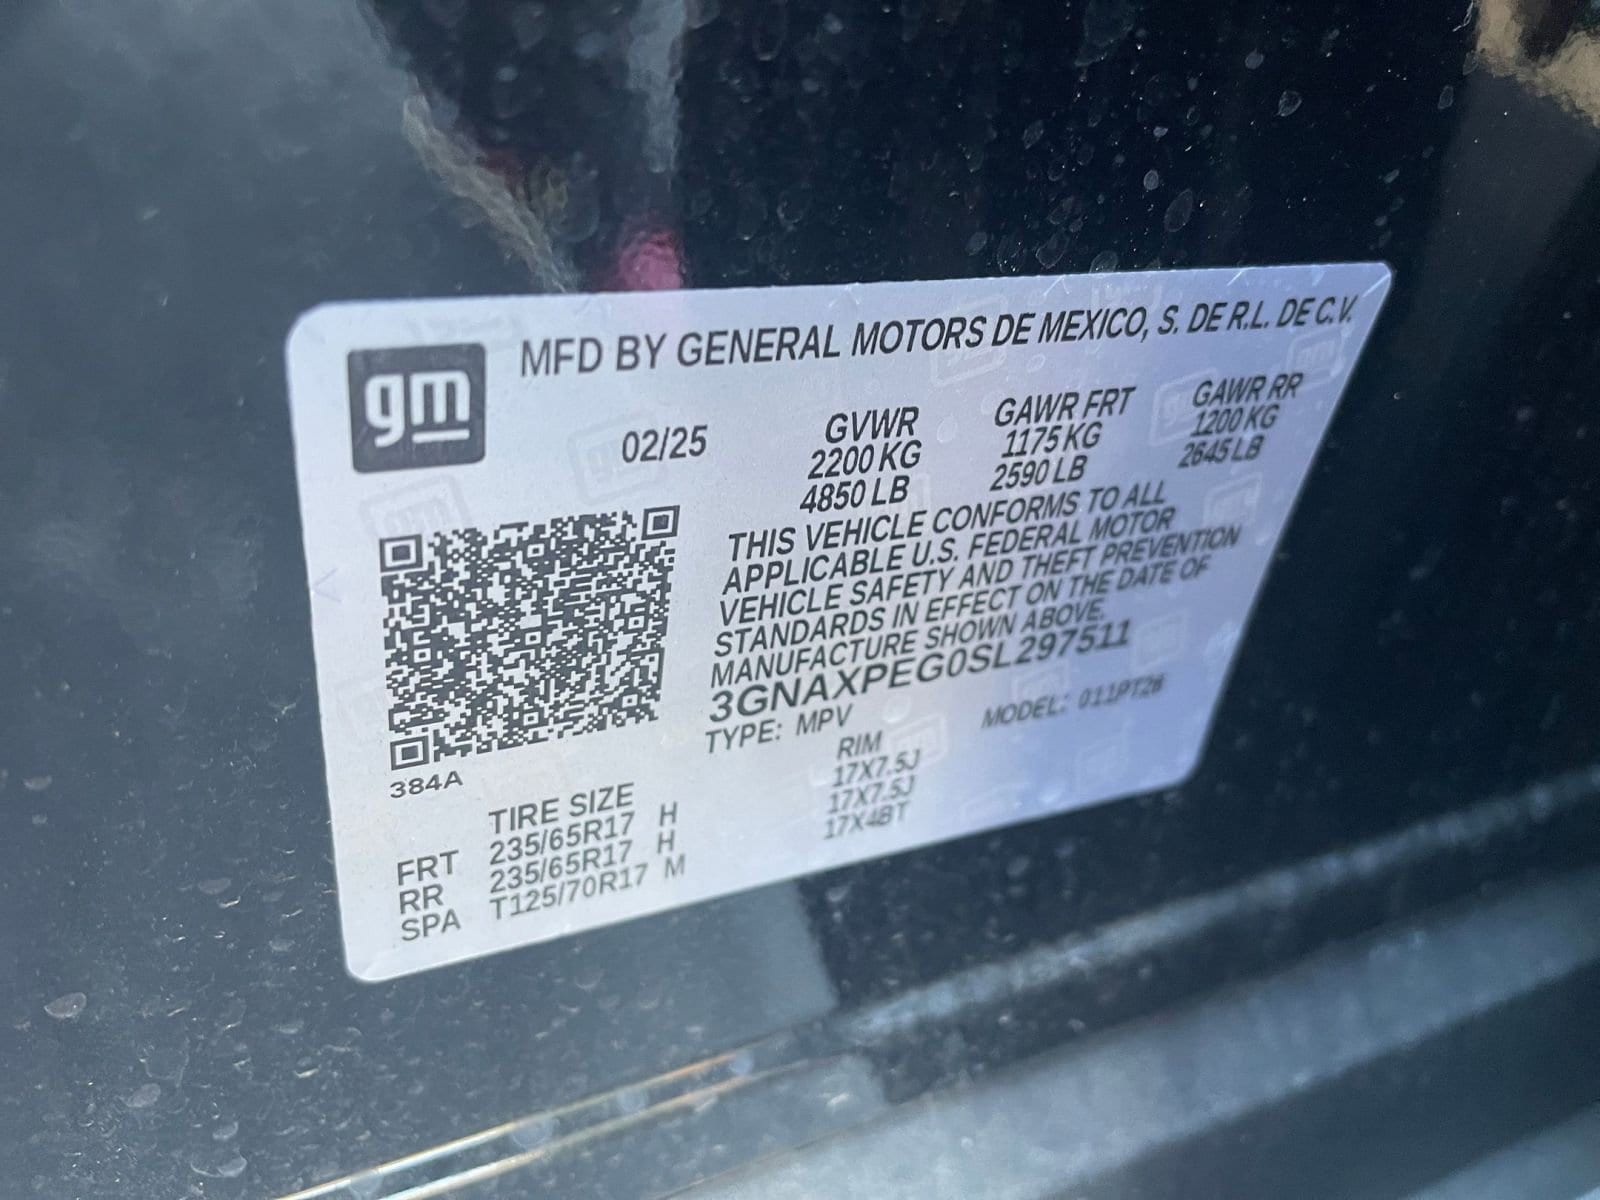 gm
MFD BY GENERAL MOTORS DE MEXICO, S. DE R.L. DE C.V.
02/25
GVWR
2200 KG
4850 LB
GAWR FRT
1175 KG
2590 LB
GAWR RR
1200 KG
2645 LB
THIS VEHICLE CONFORMS TO ALL
APPLICABLE U.S. FEDERAL MOTOR
VEHICLE SAFETY AND THEFT PREVENTION
STANDARDS IN EFFECT ON THE DATE OF
MANUFACTURE SHOWN ABOVE.
3GNAXPEG0SL297511
TYPE: MPV
MODEL: 011PT26
384A
TIRE SIZE
RIM
FRT 235/65R17 H 17X7.5J
RR 235/65R17 H 17X7.5J
SPA T125/70R17 M 17X4BT